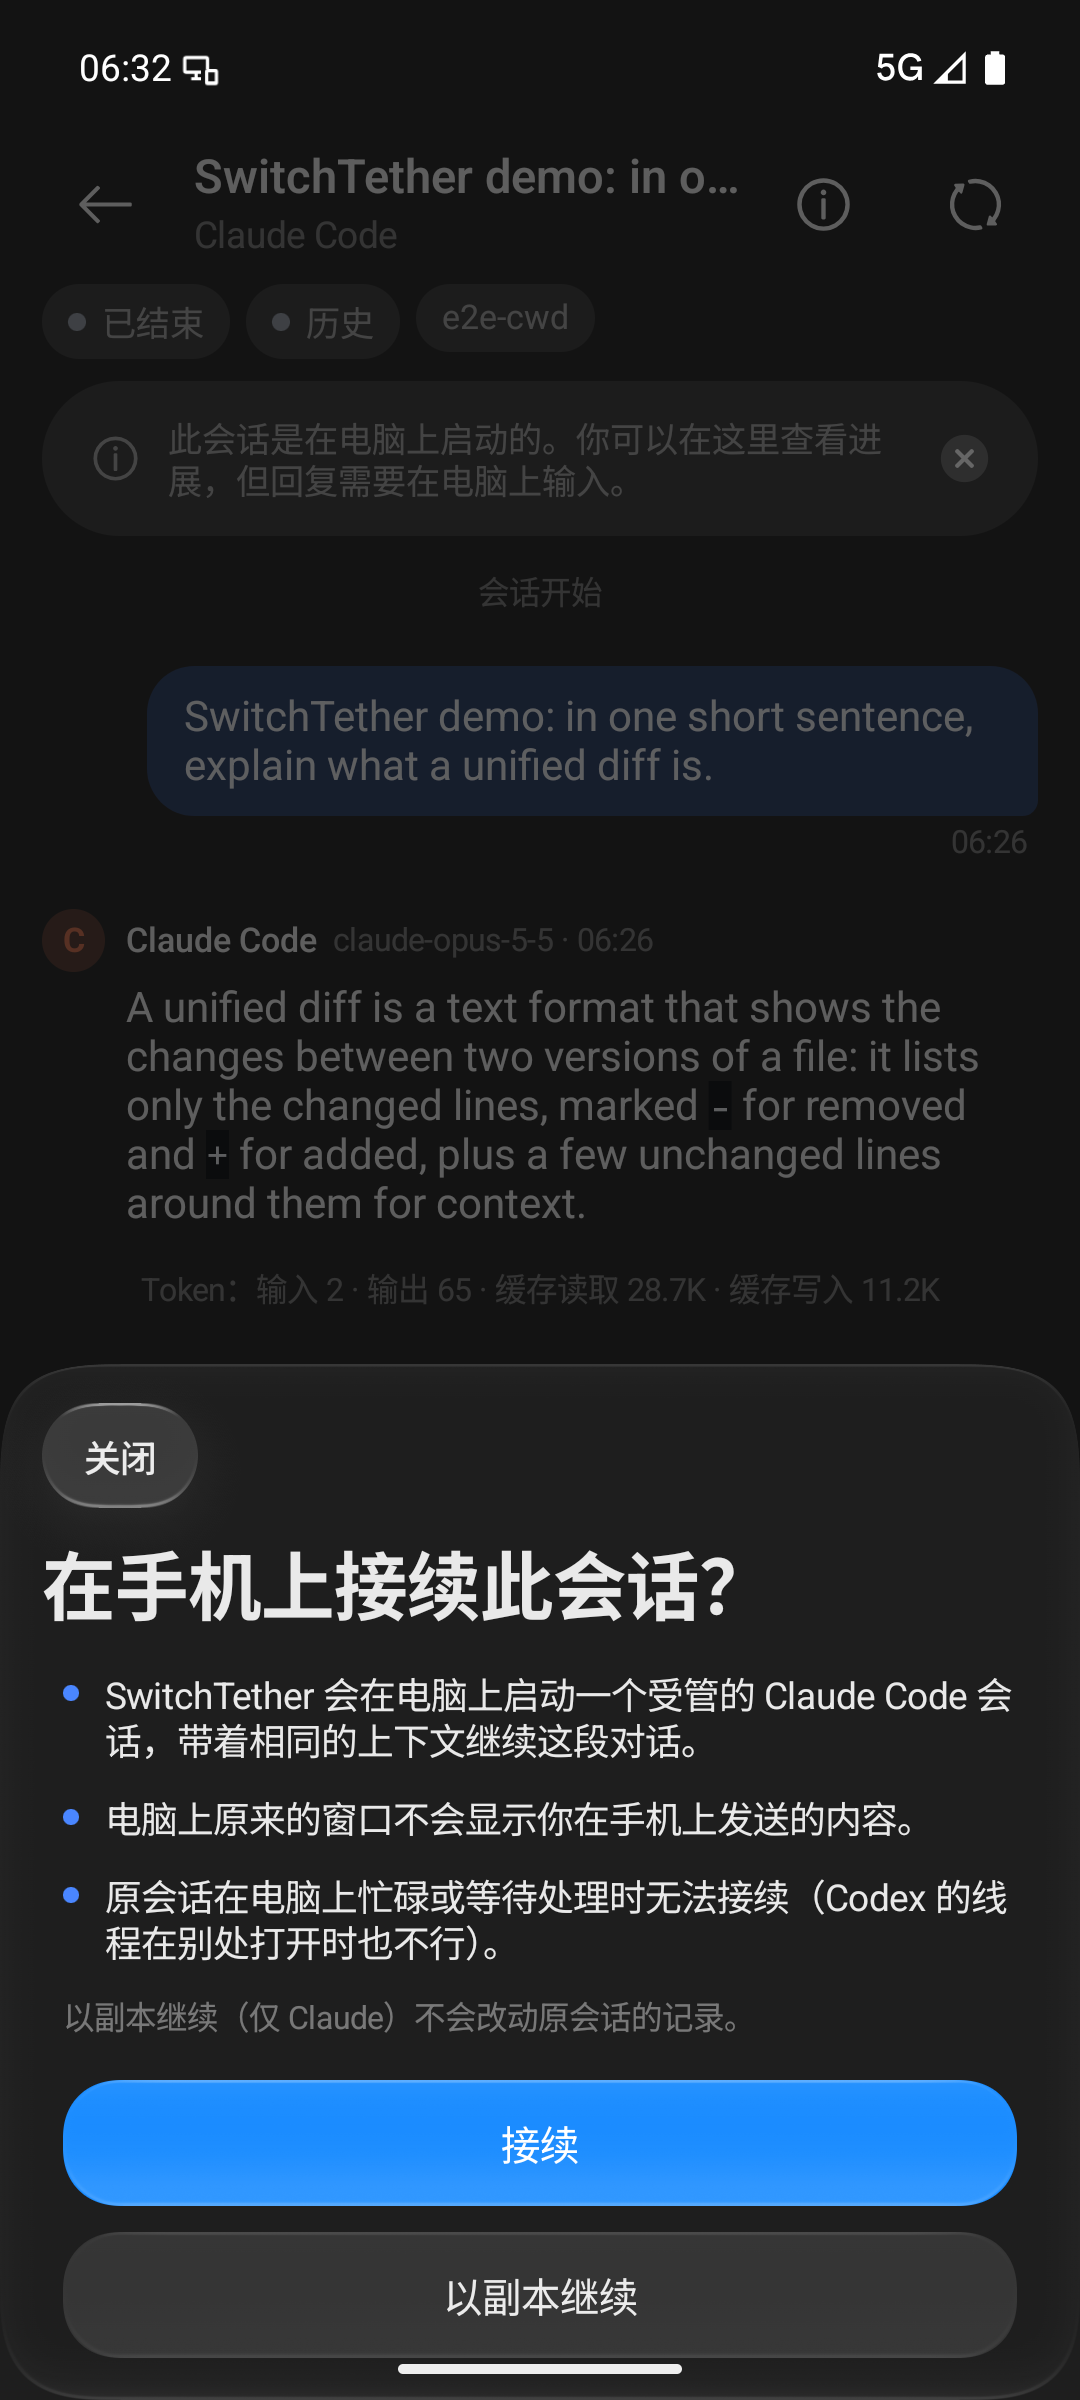 06:32
5G
SwitchTether demo: in o...
Claude Code
已结束
历史
e2e-cwd
此会话是在电脑上启动的。你可以在这里查看进
展，但回复需要在电脑上输入。
会话开始
SwitchTether demo: in one short sentence,
explain what a unified diff is.
06:26
C
Claude Code claude-opus-5-5 · 06:26
A unified diff is a text format that shows the
changes between two versions of a file: it lists
only the changed lines, marked - for removed
and + for added, plus a few unchanged lines
around them for context.
Token：输入 2 · 输出 65 · 缓存读取 28.7K · 缓存写入 11.2K
关闭
在手机上接续此会话？
SwitchTether 会在电脑上启动一个受管的 Claude Code 会
话，带着相同的上下文继续这段对话。
电脑上原来的窗口不会显示你在手机上发送的内容。
原会话在电脑上忙碌或等待处理时无法接续（Codex 的线
程在别处打开时也不行）。
以副本继续（仅 Claude）不会改动原会话的记录。
接续
以副本继续